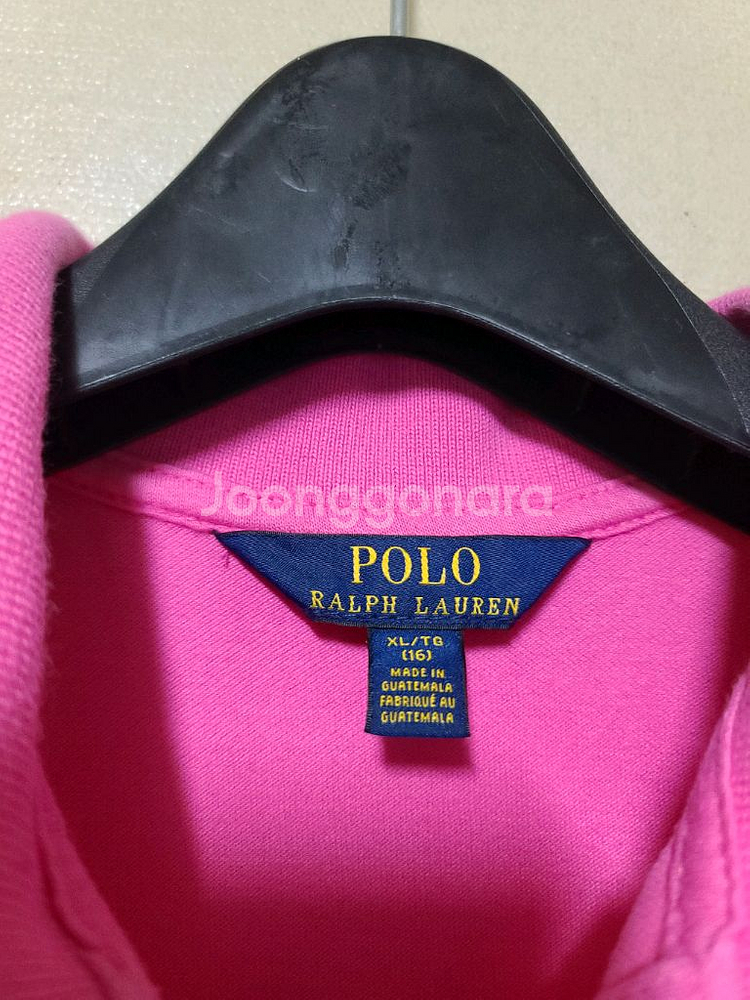 Joonggonara
POLO
RALPH LAUREN
XL/TG
(16)
MADE IN
GUATEMALA
FABRIQUÉ AU
GUATEMALA